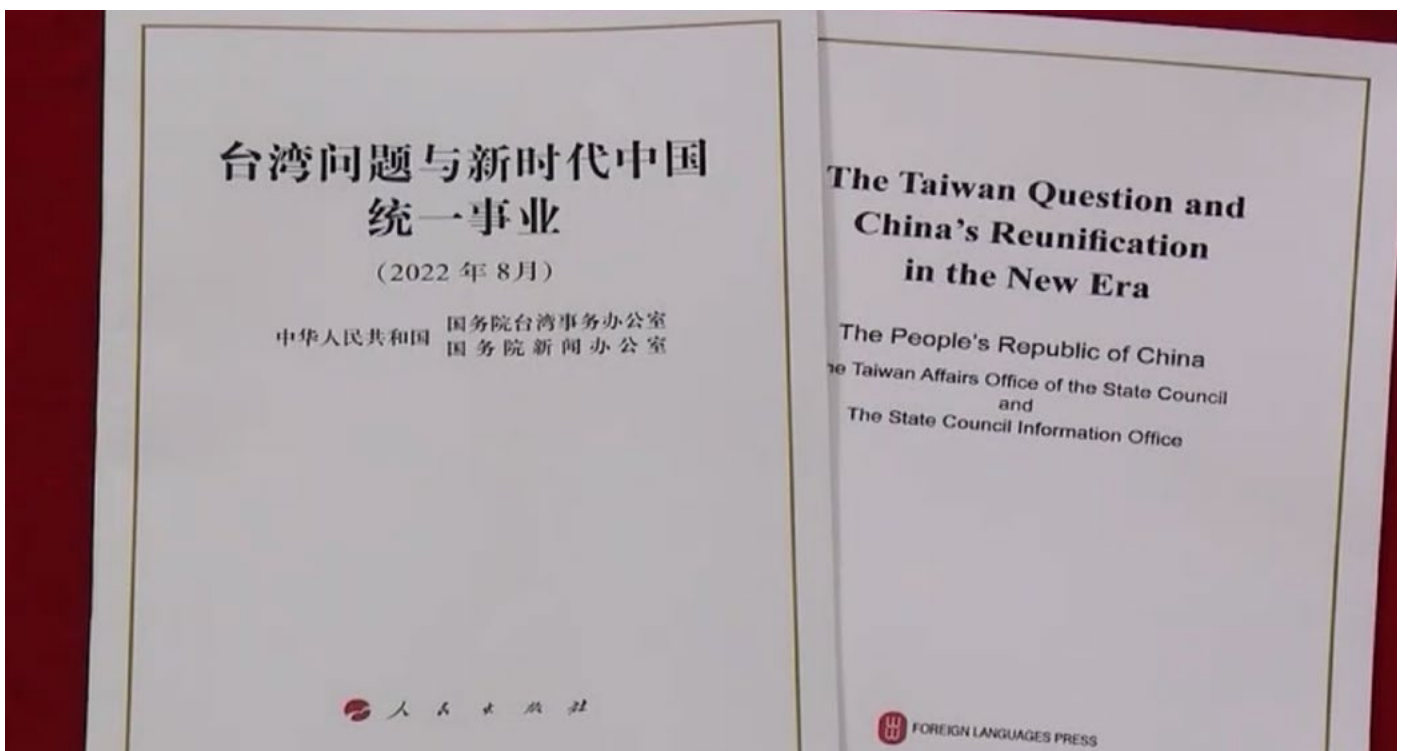 台湾问题与新时代中国
统一事业
(2022 年 8月)
中华人民共和国
国务院台湾事务办公室
国务院新闻办公室
人民出版社
The Taiwan Question and
China's Reunification
in the New Era
The People's Republic of China
Taiwan Affairs Office of the State Council
and
The State Council Information Office
FOREIGN LANGUAGES PRESS